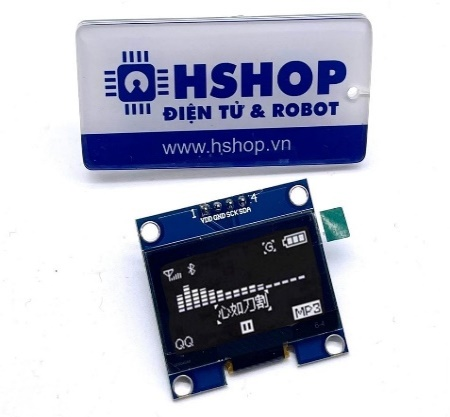 HSHOP
ĐIỆN TỬ & ROBOT
www.hshop.vn
1 4
VDD GND SCK SDA
G
心如刀割
MP3
QQ